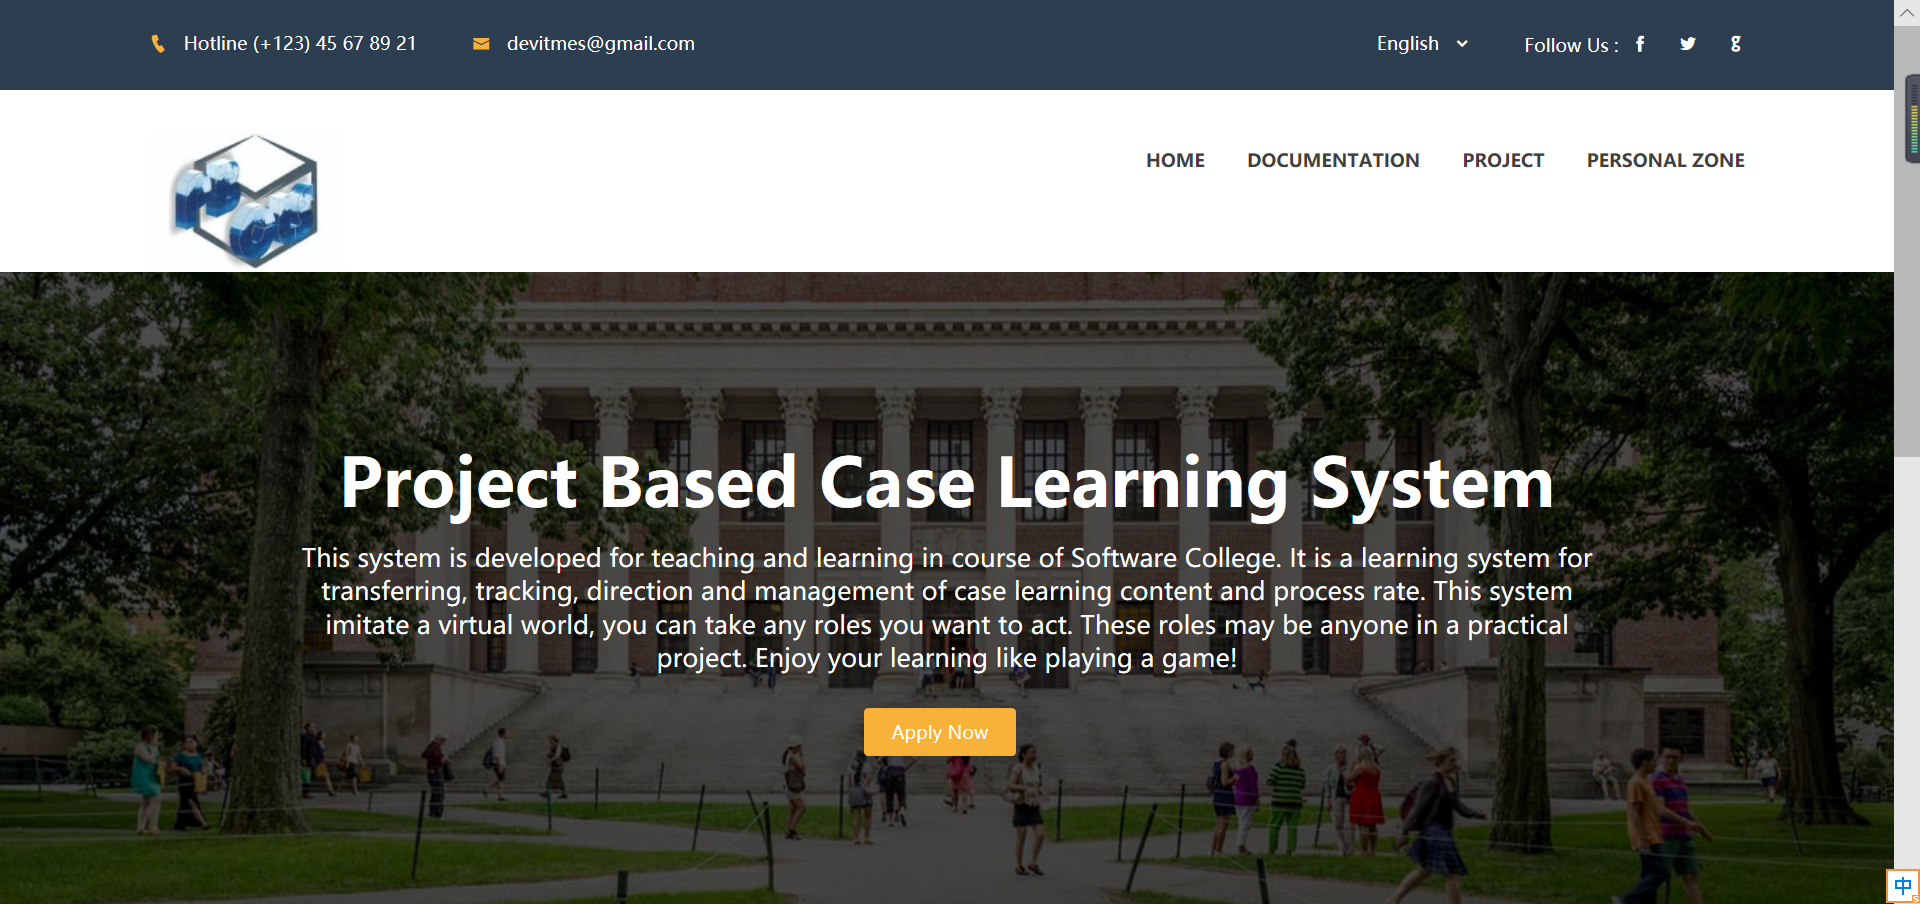 Hotline (+123) 45 67 89 21
devitmes@gmail.com
English
Follow Us :
HOME
DOCUMENTATION
PROJECT
PERSONAL ZONE
Project Based Case Learning System
This system is developed for teaching and learning in course of Software College. It is a learning system for
transferring, tracking, direction and management of case learning content and process rate. This system
imitate a virtual world, you can take any roles you want to act. These roles may be anyone in a practical
project. Enjoy your learning like playing a game!
Apply Now
中